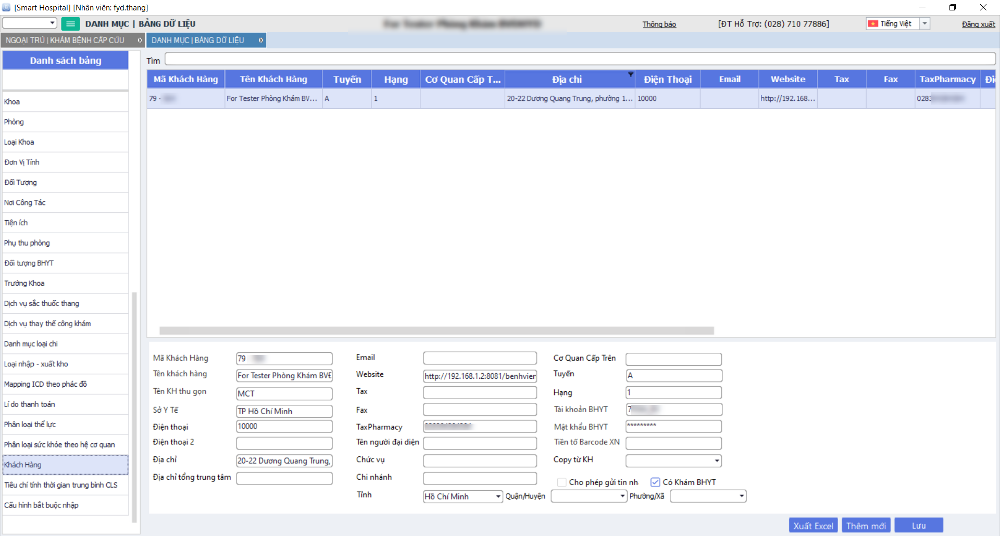 [Smart Hospital] [Nhân viên: fyd.thang]
DANH MỤC | BẢNG DỮ LIỆU
Thông báo
[ĐT Hỗ Trợ: (028) 710 77886]
Tiếng Việt
Đăng xuất
NGOẠI TRÚ | KHÁM BỆNH CẤP CỨU
DANH MỤC | BẢNG DỮ LIỆU
Danh sách bảng
Khoa
Phòng
Loại Khoa
Đơn Vị Tính
Đối Tượng
Nơi Công Tác
Tiện ích
Phụ thu phòng
Đối tượng BHYT
Trưởng Khoa
Dịch vụ sắc thuốc thang
Dịch vụ thay thế công khám
Danh mục loại chi
Loại nhập - xuất kho
Mapping ICD theo phác đồ
Lí do thanh toán
Phân loại thể lực
Phân loại sức khỏe theo hệ cơ quan
Khách Hàng
Tiêu chí tính thời gian trung bình CLS
Cấu hình bắt buộc nhập
Tìm
Mã Khách Hàng Tên Khách Hàng Tuyến Hạng Cơ Quan Cấp T... Địa chỉ Điện Thoại Email Website Tax Fax TaxPharmacy
79 - For Tester Phòng Khám BV... A 1 20-22 Dương Quang Trung, phường 1... 10000 http://192.168... 0283
Mã Khách Hàng 79
Tên khách hàng For Tester Phòng Khám BVĐ
Tên KH thu gọn MCT
Sở Y Tế TP Hồ Chí Minh
Điện thoại 10000
Điện thoại 2
Địa chỉ 20-22 Dương Quang Trung,
Địa chỉ tổng trung tâm
Email
Website http://192.168.1.2:8081/benhvien
Tax
Fax
TaxPharmacy
Tên người đại diện
Chức vụ
Chi nhánh
Tỉnh Hồ Chí Minh Quận/Huyện Phường/Xã
Cơ Quan Cấp Trên
Tuyến A
Hạng 1
Tài khoản BHYT 7
Mật khẩu BHYT *********
Tiền tố Barcode XN
Copy từ KH
Cho phép gửi tin nh Có Khám BHYT
Xuất Excel Thêm mới Lưu